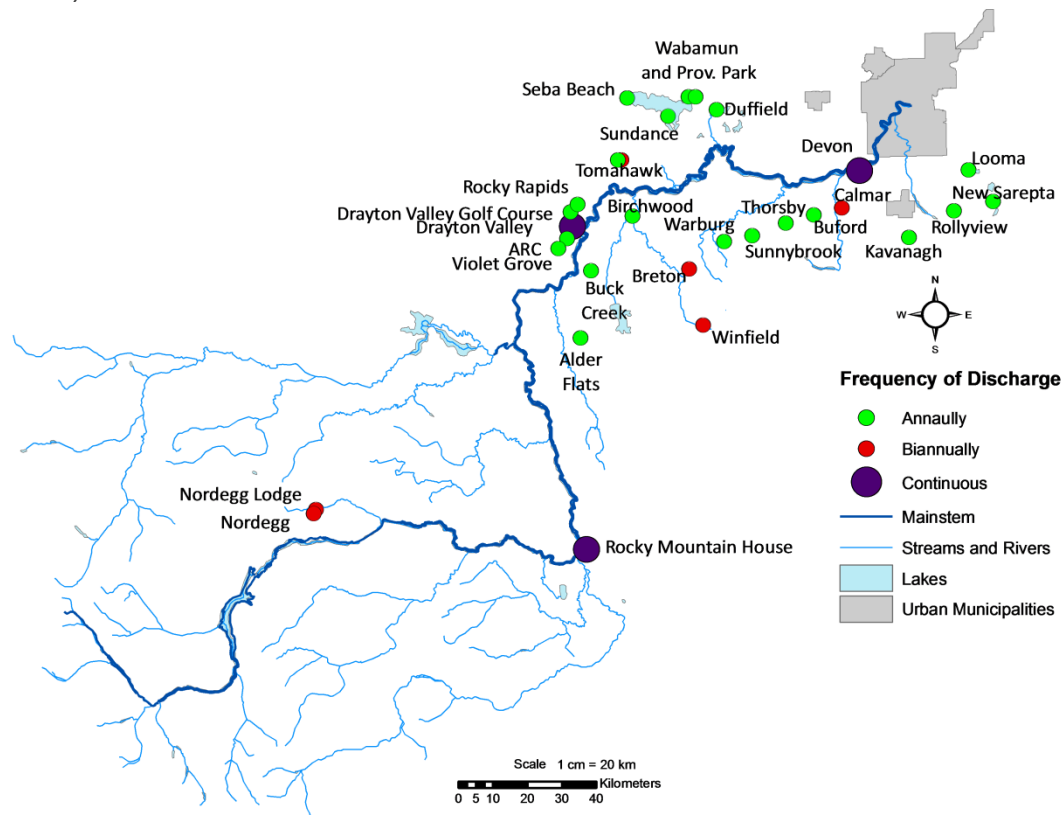 Wabamun
and Prov. Park
Seba Beach
Duffield
Sundance
Devon
Looma
Tomahawk
Calmar
New Sarepta
Rocky Rapids
Birchwood
Thorsby
Drayton Valley Golf Course
Drayton Valley
Warburg
Buford
Rollyview
ARC
Sunnybrook
Kavanagh
Violet Grove
Breton
Buck
Creek
N
W E
S
Winfield
Alder
Flats
Frequency of Discharge
Annaully
Biannually
Continuous
Mainstem
Streams and Rivers
Lakes
Urban Municipalities
Nordegg Lodge
Nordegg
Rocky Mountain House
Scale 1 cm = 20 km
Kilometers
0 5 10 20 30 40